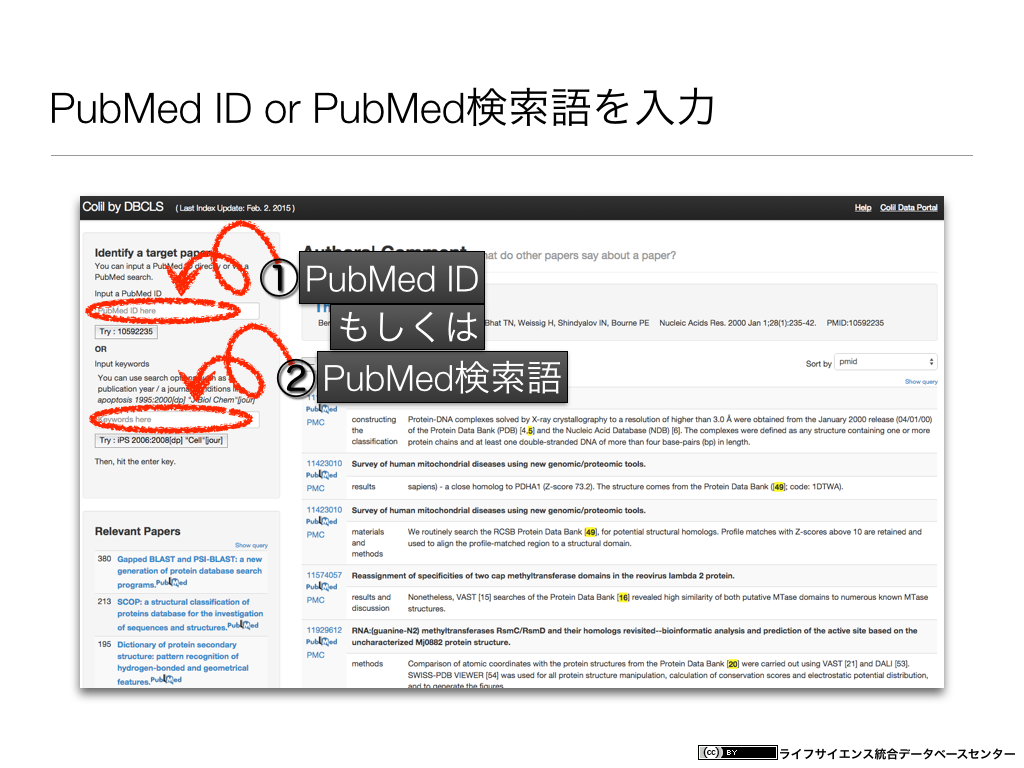 PubMed ID or PubMed検索語を入力
Colil by DBCLS ( Last Index Update: Feb. 2. 2015 )
Help Colil Data Portal
Identify a target
You can input a PubMed
PubMed search.
Input a PubMed ID
PubMed ID here
Try : 10592235
OR
Input keywords
You can use search
publication year / a
apoptosis 1995:2000[dp] "J Biol Chem"[jour]
Keywords here
Try : iPS 2006:2008[dp] "Cell"[jour]
Then, hit the enter key.
① PubMed ID
もしくは
② PubMed検索語
Authors' Comment
do other papers say about a paper?
Bhat TN, Weissig H, Shindyalov IN, Bourne PE Nucleic Acids Res. 2000 Jan 1;28(1):235-42. PMID:10592235
Sort by pmid
Show query
PubMed
PMC
constructing
the
classification
Protein-DNA complexes solved by X-ray crystallography to a resolution of higher than 3.0 Å were obtained from the January 2000 release (04/01/00)
of the Protein Data Bank (PDB) [4,5] and the Nucleic Acid Database (NDB) [6]. The complexes were defined as any structure containing one or more
protein chains and at least one double-stranded DNA of more than four base-pairs (bp) in length.
11423010 Survey of human mitochondrial diseases using new genomic/proteomic tools.
PubMed
PMC
results sapiens) - a close homolog to PDHA1 (Z-score 73.2). The structure comes from the Protein Data Bank ([49]; code: 1DTWA).
11423010 Survey of human mitochondrial diseases using new genomic/proteomic tools.
PubMed
PMC
materials
and
methods
We routinely search the RCSB Protein Data Bank [49], for potential structural homologs. Profile matches with Z-scores above 10 are retained and
used to align the profile-matched region to a structural domain.
11574057 Reassignment of specificities of two cap methyltransferase domains in the reovirus lambda 2 protein.
PubMed
PMC
results and
discussion
Nonetheless, VAST [15] searches of the Protein Data Bank [16] revealed high similarity of both putative MTase domains to numerous known MTase
structures.
11929612 RNA:(guanine-N2) methyltransferases RsmC/RsmD and their homologs revisited--bioinformatic analysis and prediction of the active site based on the
uncharacterized Mj0882 protein structure.
PubMed
PMC
methods Comparison of atomic coordinates with the protein structures from the Protein Data Bank [20] were carried out using VAST [21] and DALI [53].
SWISS-PDB VIEWER [54] was used for all protein structure manipulation, calculation of conservation scores and electrostatic potential distribution,
and to generate the figures.
Relevant Papers
Show query
380 Gapped BLAST and PSI-BLAST: a new
generation of protein database search
programs. PubMed
213 SCOP: a structural classification of
proteins database for the investigation
of sequences and structures. PubMed
195 Dictionary of protein secondary
structure: pattern recognition of
hydrogen-bonded and geometrical
features. PubMed
(cc) BY ライフサイエンス統合データベースセンター